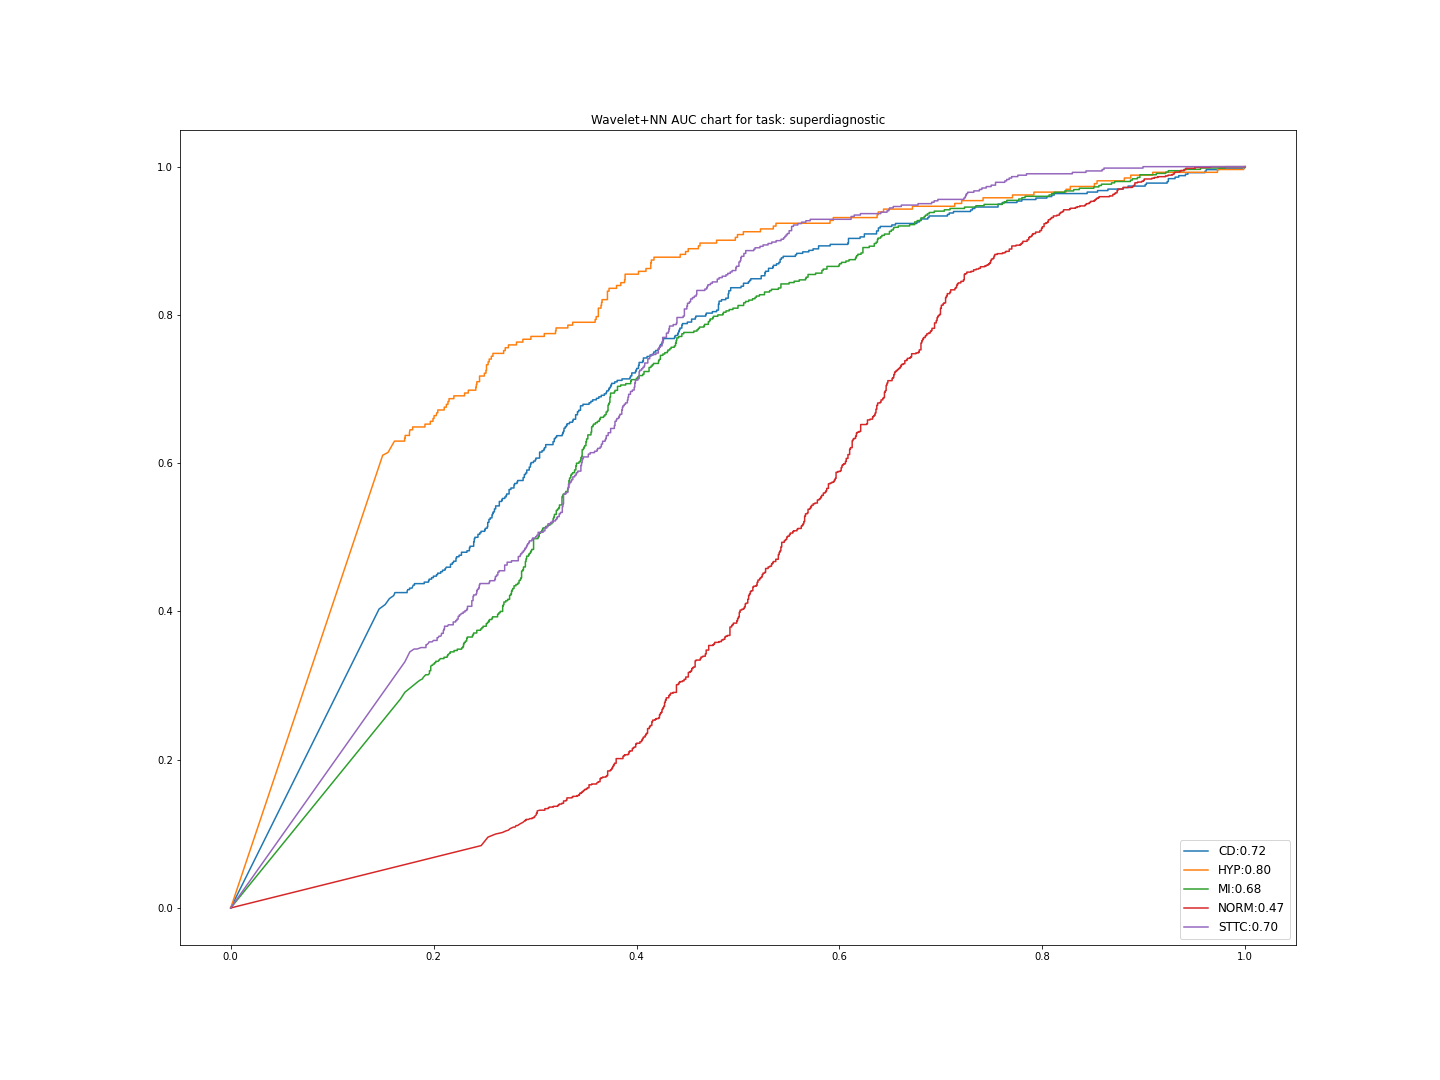 Wavelet+NN AUC chart for task: superdiagnostic
1.0
0.8
0.6
0.4
0.2
0.0
0.0 0.2 0.4 0.6 0.8 1.0
CD:0.72
HYP:0.80
MI:0.68
NORM:0.47
STTC:0.70